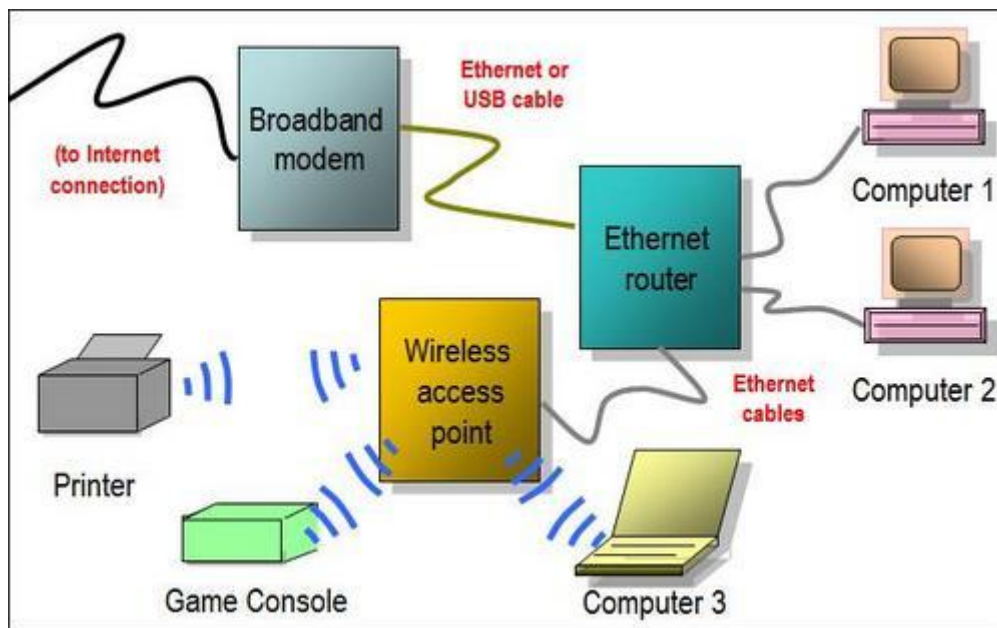 Broadband
modem
(to Internet
connection)
Ethernet or
USB cable
Ethernet
router
Computer 1
Computer 2
Wireless
access
point
Ethernet
cables
Printer
Game Console
Computer 3